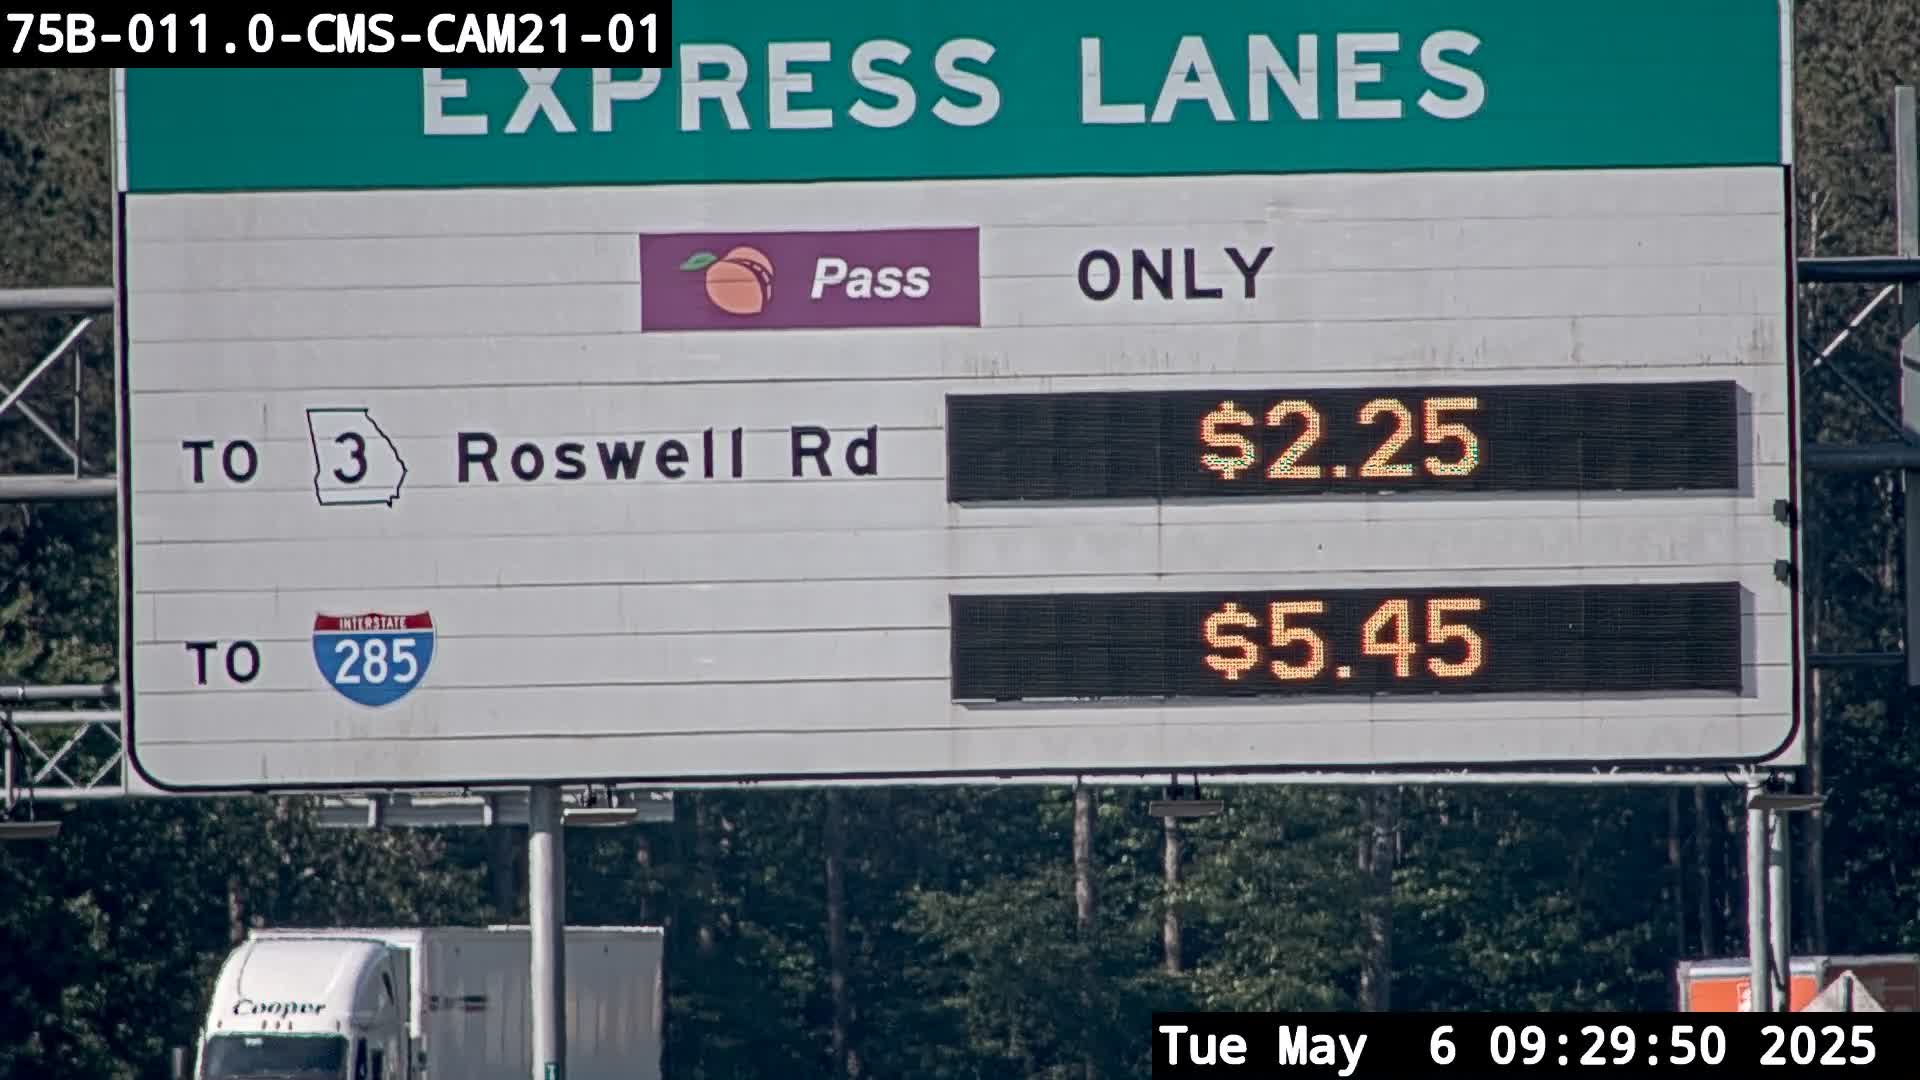 75B-011.0-CMS-CAM21-01
EXPRESS LANES
Pass ONLY
TO 3 Roswell Rd $2.25
INTERSTATE
TO 285 $5.45
Cooper
Tue May 6 09:29:50 2025